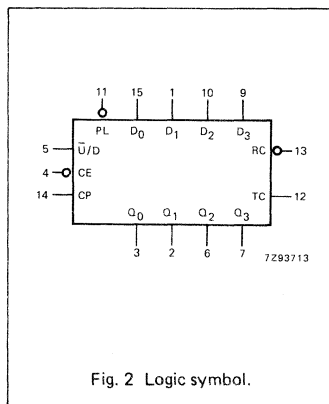 11 15 1 10 9
PL D0 D1 D2 D3
5 U̅/D RC 13
4 CE
14 CP TC 12
Q0 Q1 Q2 Q3
3 2 6 7 7Z93713
Fig. 2 Logic symbol.